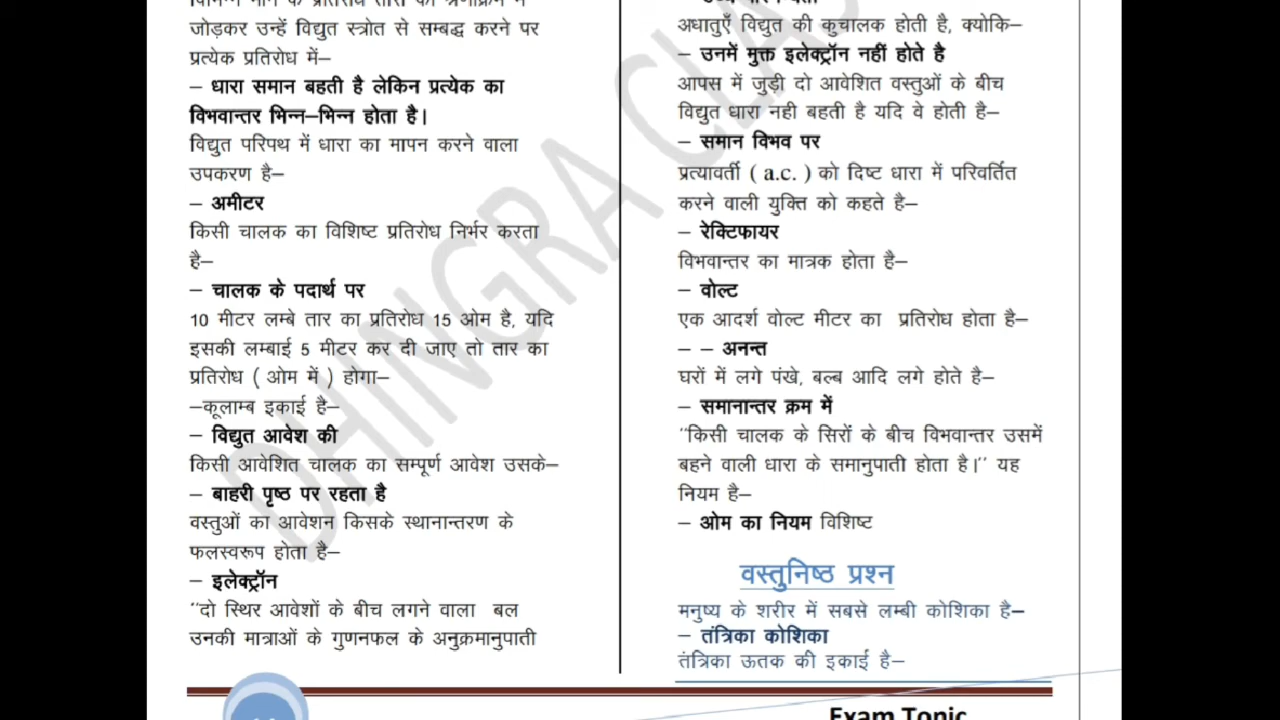 जोड़कर उन्हें विद्युत स्त्रोत से सम्बद्ध करने पर
प्रत्येक प्रतिरोध में–
– धारा समान बहती है लेकिन प्रत्येक का
विभवान्तर भिन्न–भिन्न होता है।
विद्युत परिपथ में धारा का मापन करने वाला
उपकरण है–
– अमीटर
किसी चालक का विशिष्ट प्रतिरोध निर्भर करता
है–
– चालक के पदार्थ पर
10 मीटर लम्बे तार का प्रतिरोध 15 ओम है, यदि
इसकी लम्बाई 5 मीटर कर दी जाए तो तार का
प्रतिरोध ( ओम में ) होगा–
–कूलाम्ब इकाई है–
– विद्युत आवेश की
किसी आवेशित चालक का सम्पूर्ण आवेश उसके–
– बाहरी पृष्ठ पर रहता है
वस्तुओं का आवेशन किसके स्थानान्तरण के
फलस्वरूप होता है–
– इलेक्ट्रॉन
“दो स्थिर आवेशों के बीच लगने वाला बल
उनकी मात्राओं के गुणनफल के अनुक्रमानुपाती
अधातुएँ विद्युत की कुचालक होती है, क्योकि–
– उनमें मुक्त इलेक्ट्रॉन नहीं होते है
आपस में जुड़ी दो आवेशित वस्तुओं के बीच
विद्युत धारा नही बहती है यदि वे होती है–
– समान विभव पर
प्रत्यावर्ती ( a.c. ) को दिष्ट धारा में परिवर्तित
करने वाली युक्ति को कहते है–
– रेक्टिफायर
विभवान्तर का मात्रक होता है–
– वोल्ट
एक आदर्श वोल्ट मीटर का प्रतिरोध होता है–
– – अनन्त
घरों में लगे पंखे, बल्ब आदि लगे होते है–
– समानान्तर क्रम में
“किसी चालक के सिरों के बीच विभवान्तर उसमें
बहने वाली धारा के समानुपाती होता है।” यह
नियम है–
– ओम का नियम विशिष्ट
वस्तुनिष्ठ प्रश्न
मनुष्य के शरीर में सबसे लम्बी कोशिका है–
– तंत्रिका कोशिका
तंत्रिका ऊतक की इकाई है–
Exam Topic
DHINGRA CLAS